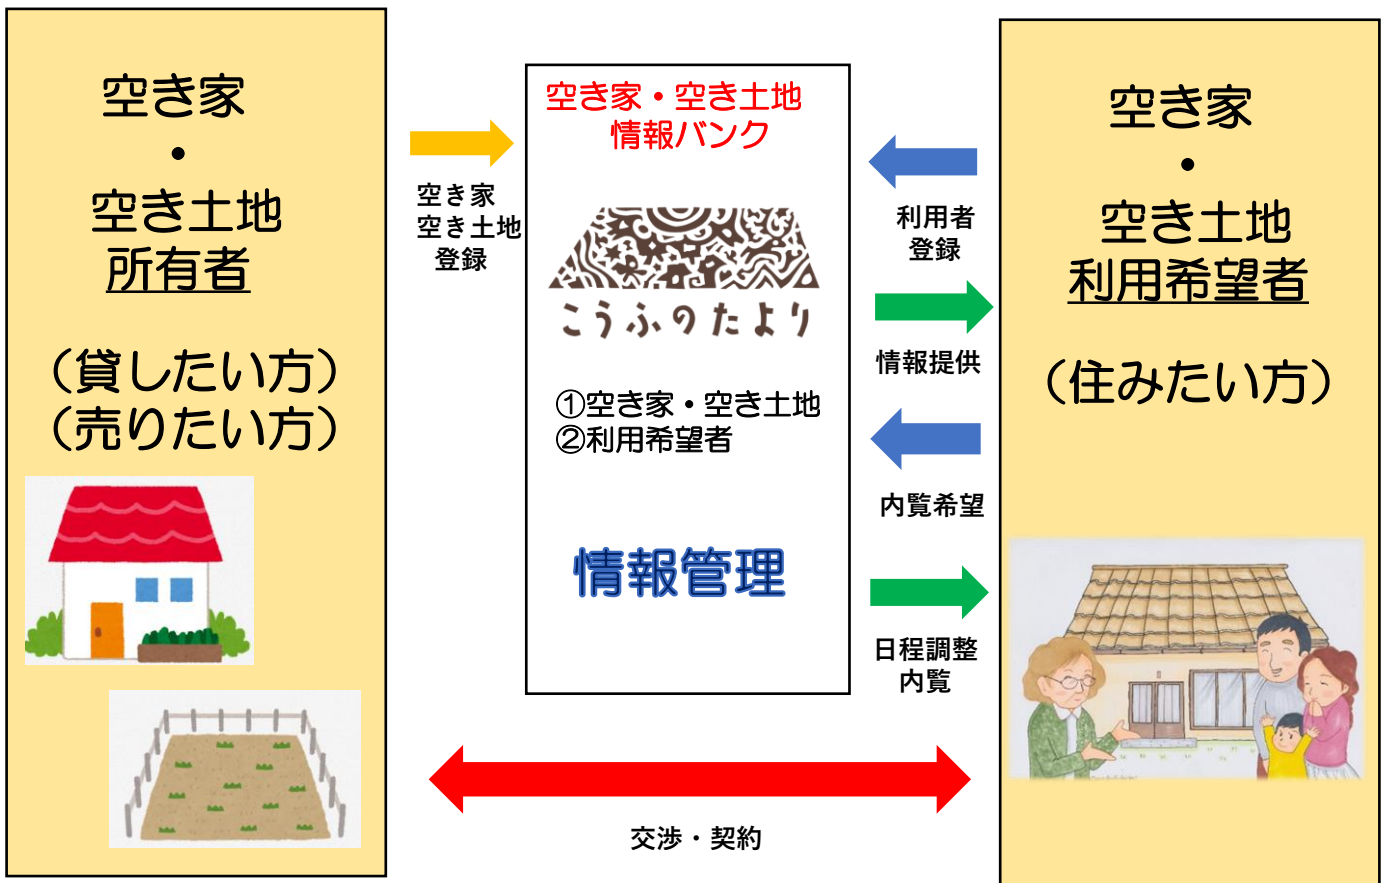 空き家
・
空き土地
所有者
（貸したい方）
（売りたい方）
空き家
空き土地
登録
空き家・空き土地
情報バンク
こうふのたより
①空き家・空き土地
②利用希望者
情報管理
利用者
登録
情報提供
内覧希望
日程調整
内覧
空き家
・
空き土地
利用希望者
（住みたい方）
交渉・契約